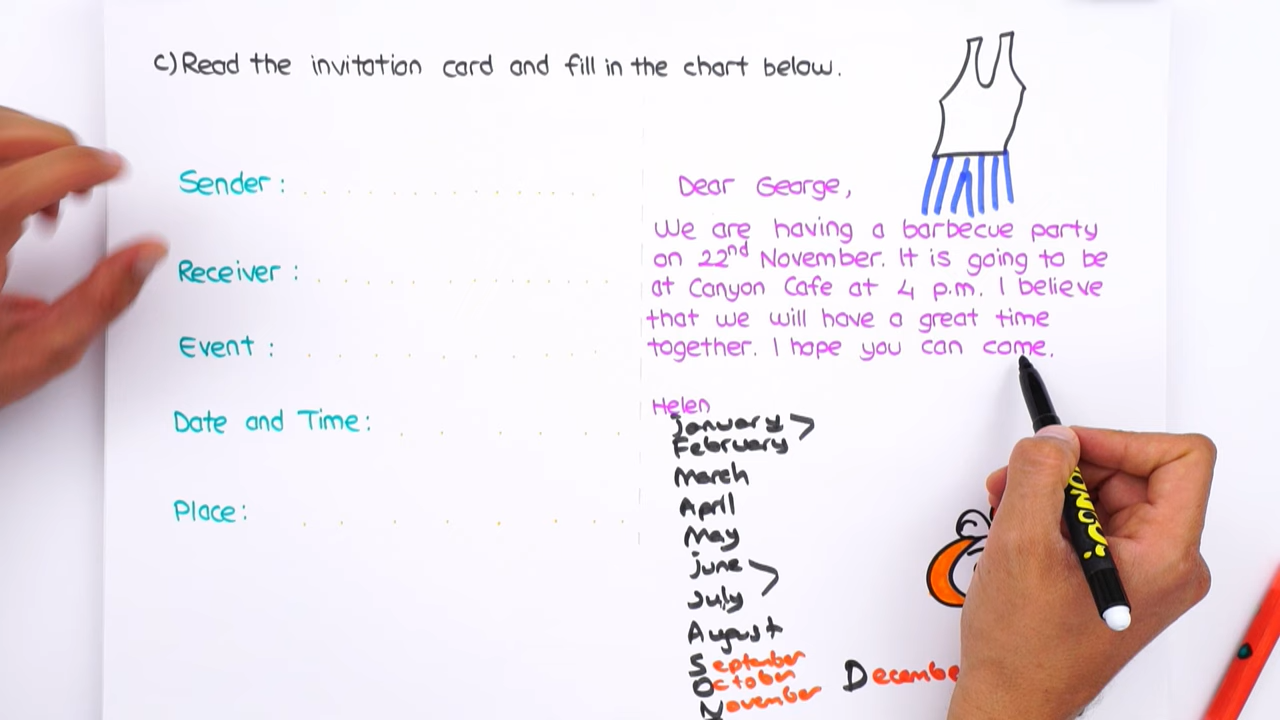 c) Read the invitation card and fill in the chart below.
Sender :
Receiver :
Event :
Date and Time:
Place:
Dear George,
We are having a barbecue party
on 22nd November. It is going to be
at Canyon Cafe at 4 p.m. I believe
that we will have a great time
together. I hope you can come.
Helen
January
February
March
April
May
june
July
August
September
October
November